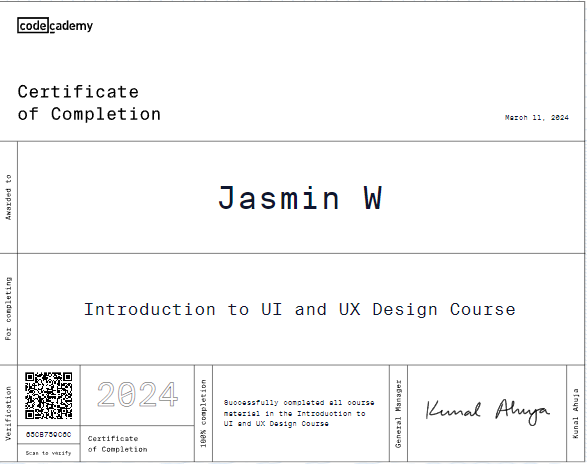 codecademy
Certificate
of Completion
March 11, 2024
Awarded to
Jasmin W
For completing
Introduction to UI and UX Design Course
Verification
Scan to verify
2024
Certificate
of Completion
100% completion
Successfully completed all course
material in the Introduction to
UI and UX Design Course
General Manager
Kunal Ahuja
Kunal Ahuja